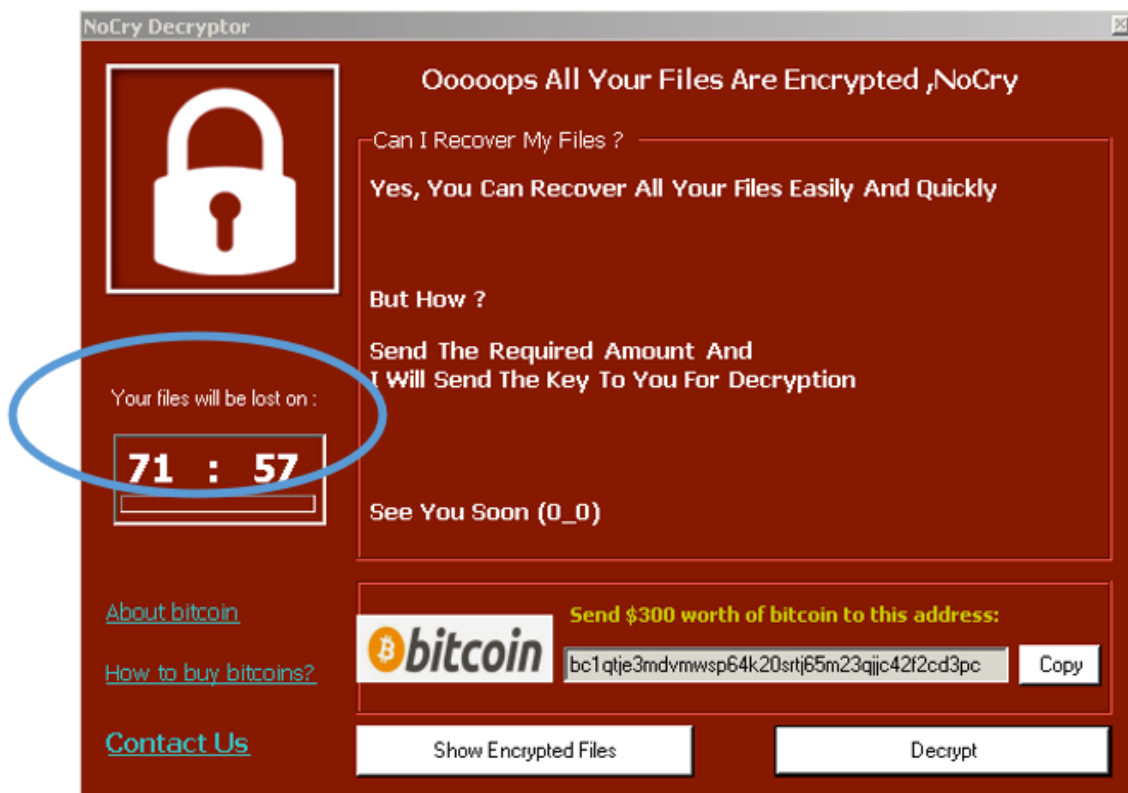 NoCry Decryptor
Ooooops All Your Files Are Encrypted ,NoCry
Can I Recover My Files ?
Yes, You Can Recover All Your Files Easily And Quickly
But How ?
Send The Required Amount And
I Will Send The Key To You For Decryption
See You Soon (0_0)
Your files will be lost on :
71 : 57
About bitcoin
How to buy bitcoins?
Contact Us
Send $300 worth of bitcoin to this address:
bitcoin
bc1qtje3mdvmwsp64k20srtj65m23qjjc42f2cd3pc
Copy
Show Encrypted Files
Decrypt